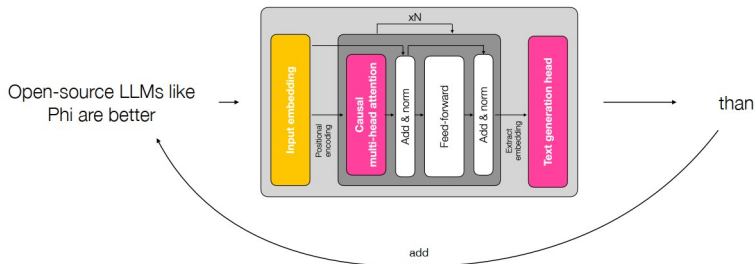 xN
Open-source LLMs like
Phi are better
Input embedding
Positional
encoding
Causal
multi-head attention
Add & norm
Feed-forward
Add & norm
Extract
embedding
Text generation head
than
add